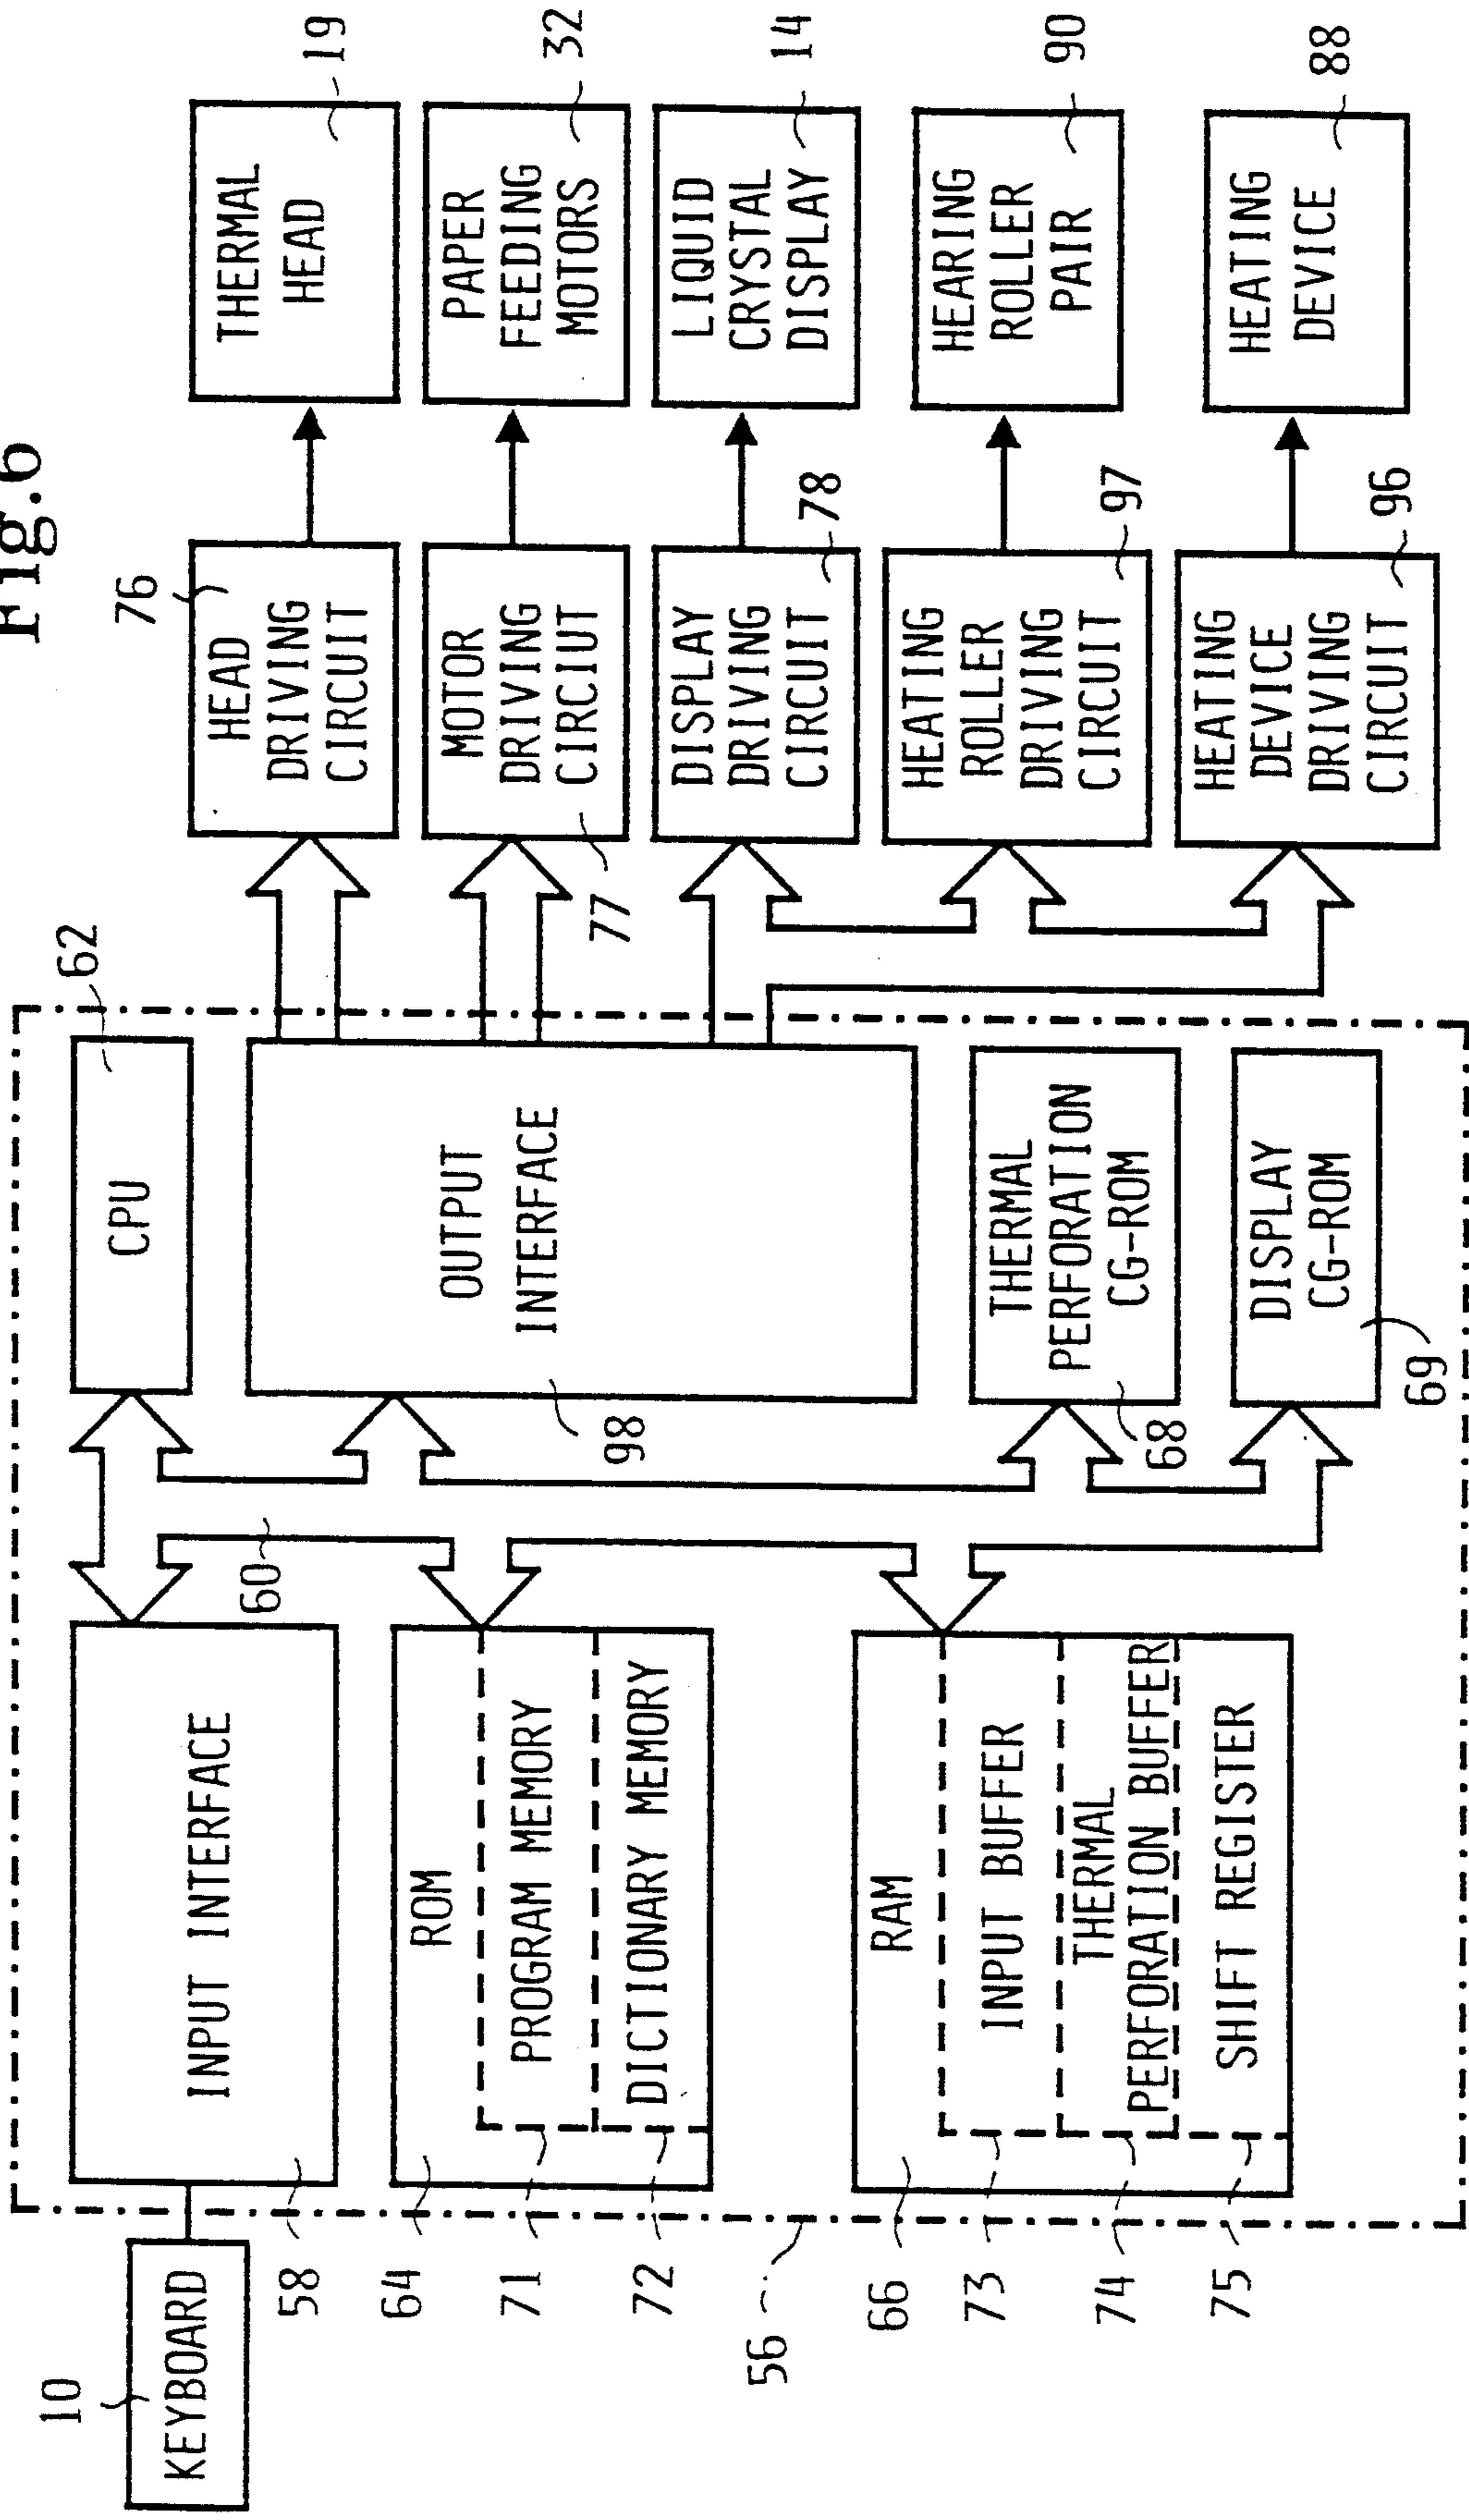 Fig.6
10
KEYBOARD
62
CPU
INPUT INTERFACE
58
60
OUTPUT
INTERFACE
98
ROM
64
PROGRAM MEMORY
71
DICTIONARY MEMORY
72
56
RAM
66
INPUT BUFFER
73
THERMAL
PERFORATION BUFFER
74
SHIFT REGISTER
75
THERMAL
PERFORATION
CG-ROM
68
DISPLAY
CG-ROM
69
76
HEAD
DRIVING
CIRCUIT
THERMAL
HEAD
19
MOTOR
DRIVING
CIRCIUT
77
PAPER
FEEDING
MOTORS
32
DISPLAY
DRIVING
CIRCUIT
78
LIQUID
CRYSTAL
DISPLAY
14
HEATING
ROLLER
DRIVING
CIRCUIT
97
HEARING
ROLLER
PAIR
90
HEATING
DEVICE
DRIVING
CIRCUIT
96
HEATING
DEVICE
88